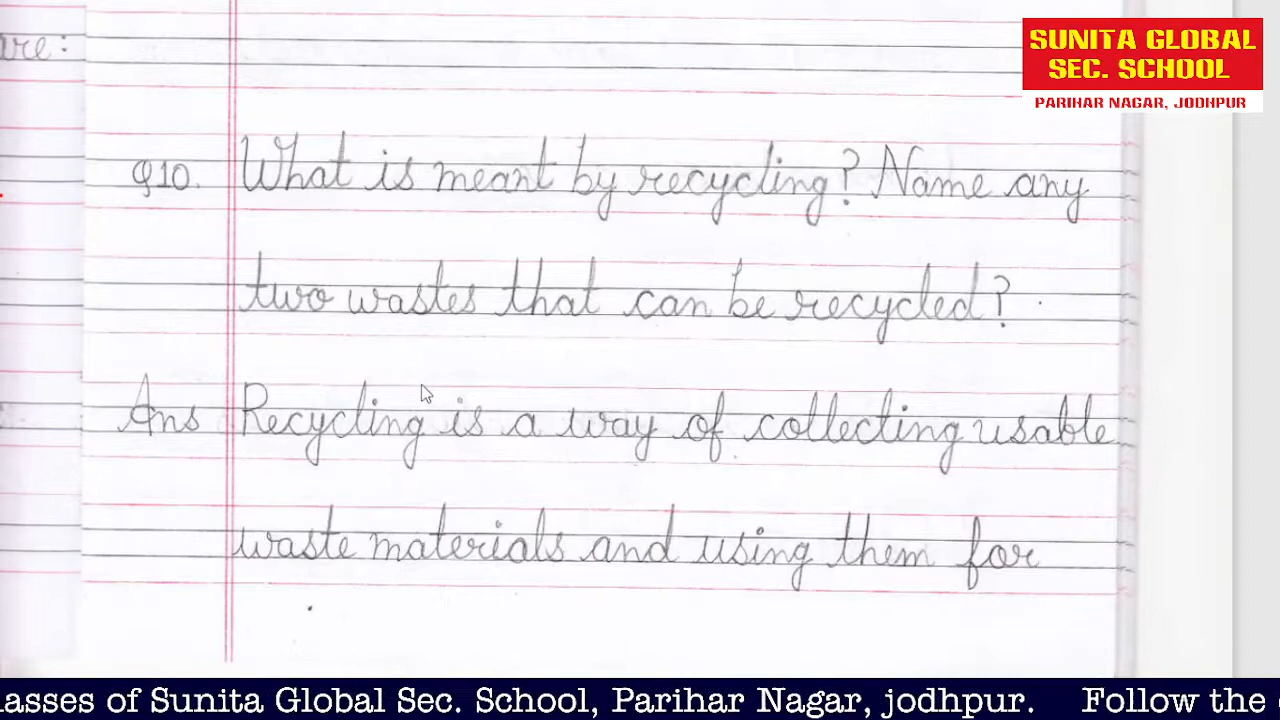 are:
SUNITA GLOBAL
SEC. SCHOOL
PARIHAR NAGAR, JODHPUR
Q10. What is meant by recycling? Name any
two wastes that can be recycled?
Ans Recycling is a way of collecting usable
waste materials and using them for
lasses of Sunita Global Sec. School, Parihar Nagar, jodhpur. Follow the